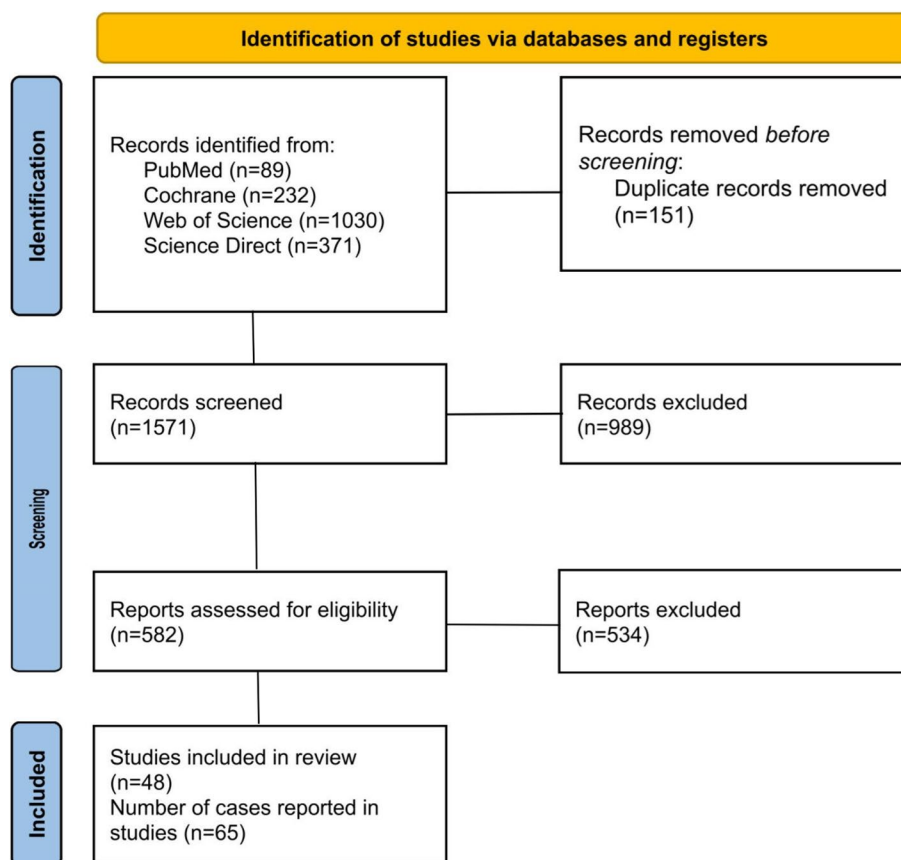 Identification of studies via databases and registers
Identification
Records identified from:
PubMed (n=89)
Cochrane (n=232)
Web of Science (n=1030)
Science Direct (n=371)
Records removed before
screening:
Duplicate records removed
(n=151)
Screening
Records screened
(n=1571)
Records excluded
(n=989)
Reports assessed for eligibility
(n=582)
Reports excluded
(n=534)
Included
Studies included in review
(n=48)
Number of cases reported in
studies (n=65)